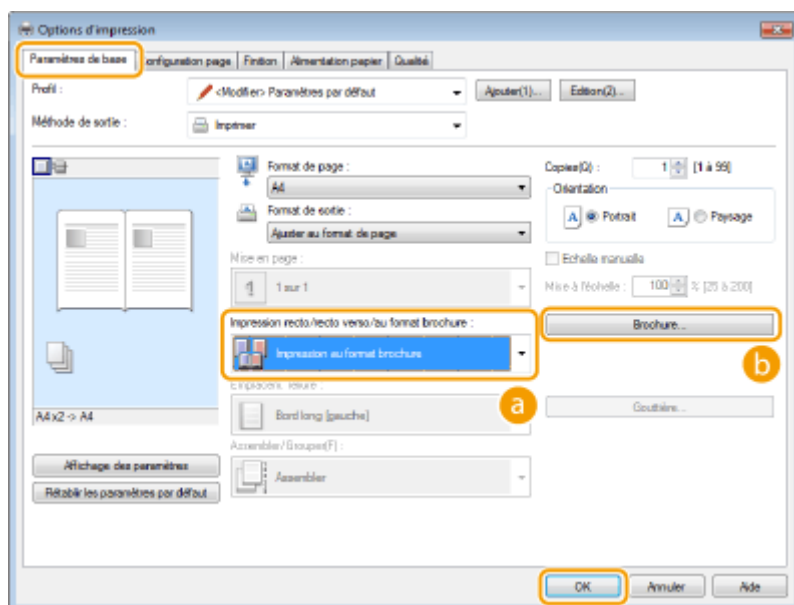 Options d'impression
Paramètres de base Configuration page Finition Alimentation papier Qualité
Profil : <Modifier> Paramètres par défaut Ajouter(1)... Edition(2)...
Méthode de sortie : Imprimer
Format de page : Copies(Q) : 1 [1 à 99]
A4 Orientation
Format de sortie : A Portrait A Paysage
Ajuster au format de page
Mise en page : Echelle manuelle
1 1 sur 1 Mise à l'échelle : 100 % [25 à 200]
Impression recto/recto verso/au format brochure : Brochure...
Impression au format brochure b
Emplacem. reliure : a
A4x2 -> A4 Bord long [gauche] Gouttière...
Assembler/Grouper(F) :
Affichage des paramètres Assembler
Rétablir les paramètres par défaut
OK Annuler Aide